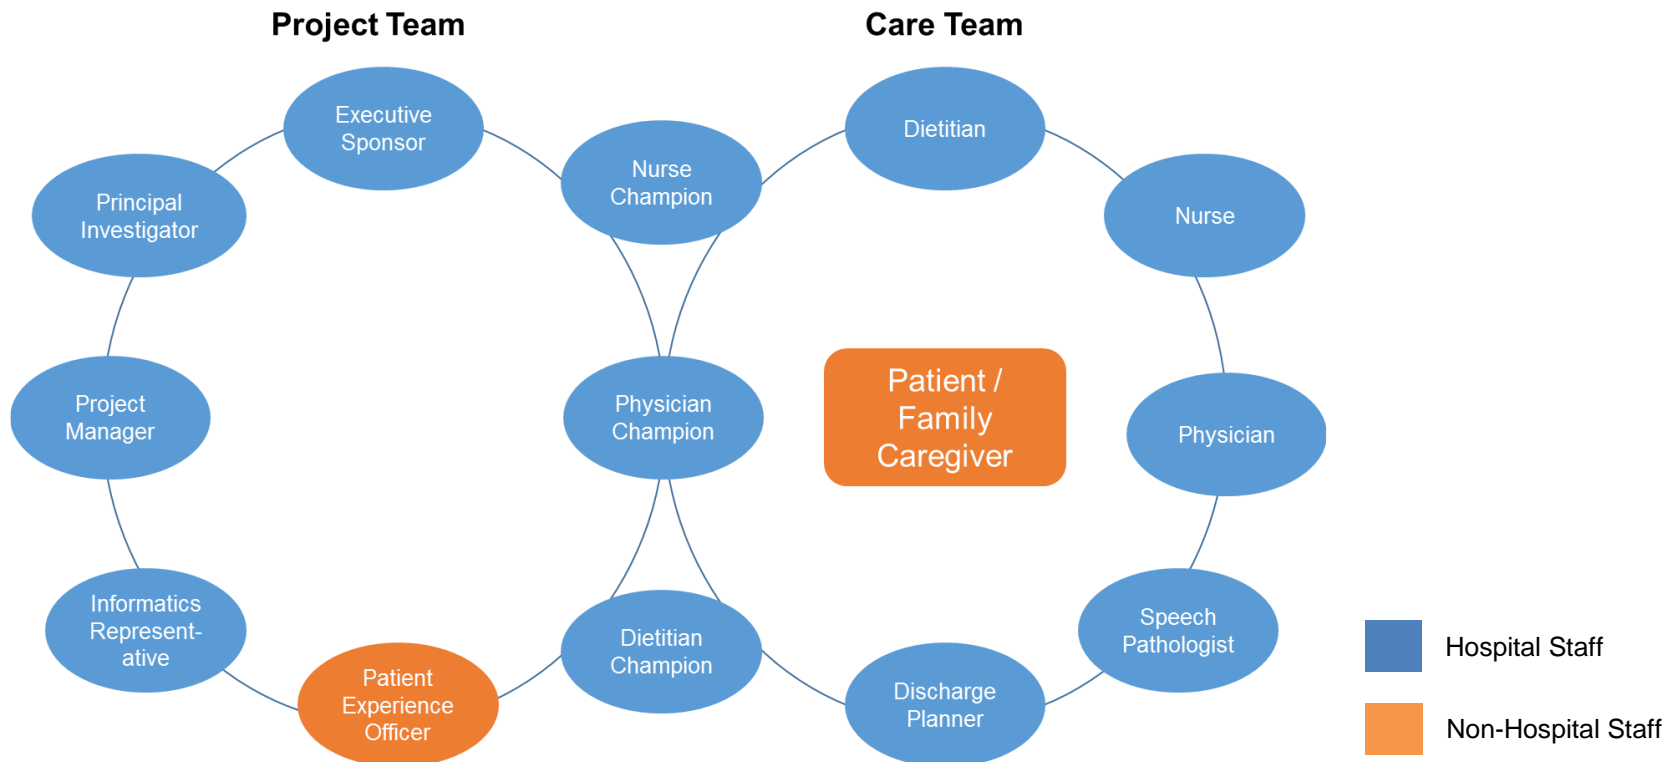 Project Team
Care Team
Executive
Sponsor
Nurse
Champion
Dietitian
Principal
Investigator
Nurse
Project
Manager
Physician
Champion
Patient /
Family
Caregiver
Physician
Informatics
Represent-
ative
Patient
Experience
Officer
Dietitian
Champion
Discharge
Planner
Speech
Pathologist
Hospital Staff
Non-Hospital Staff